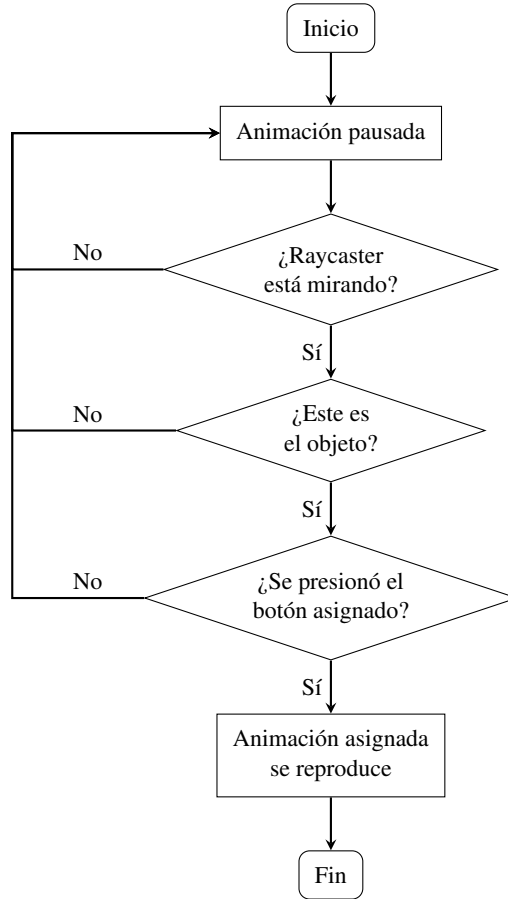 Inicio
Animación pausada
¿Raycaster
está mirando?
No
Sí
¿Este es
el objeto?
No
Sí
¿Se presionó el
botón asignado?
No
Sí
Animación asignada
se reproduce
Fin